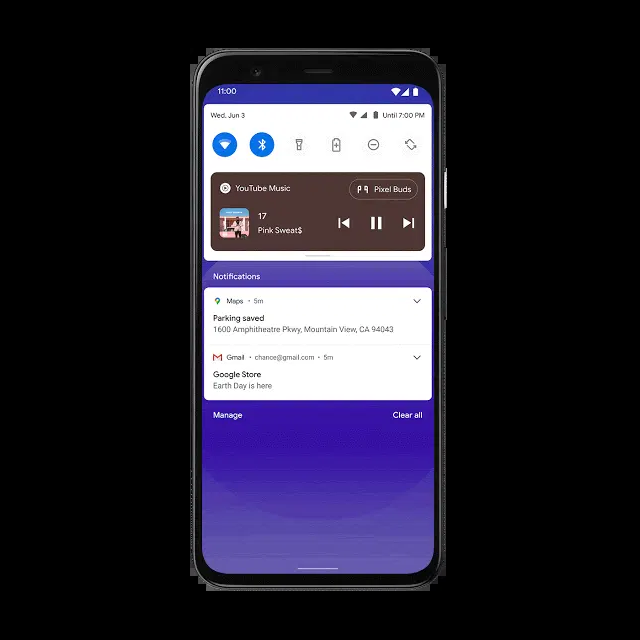 11:00
Wed, Jun 3
Until 7:00 PM
YouTube Music
Pixel Buds
17
Pink Sweat$
Notifications
Maps • 5m
Parking saved
1600 Amphitheatre Pkwy, Mountain View, CA 94043
Gmail • chance@gmail.com • 5m
Google Store
Earth Day is here
Manage
Clear all